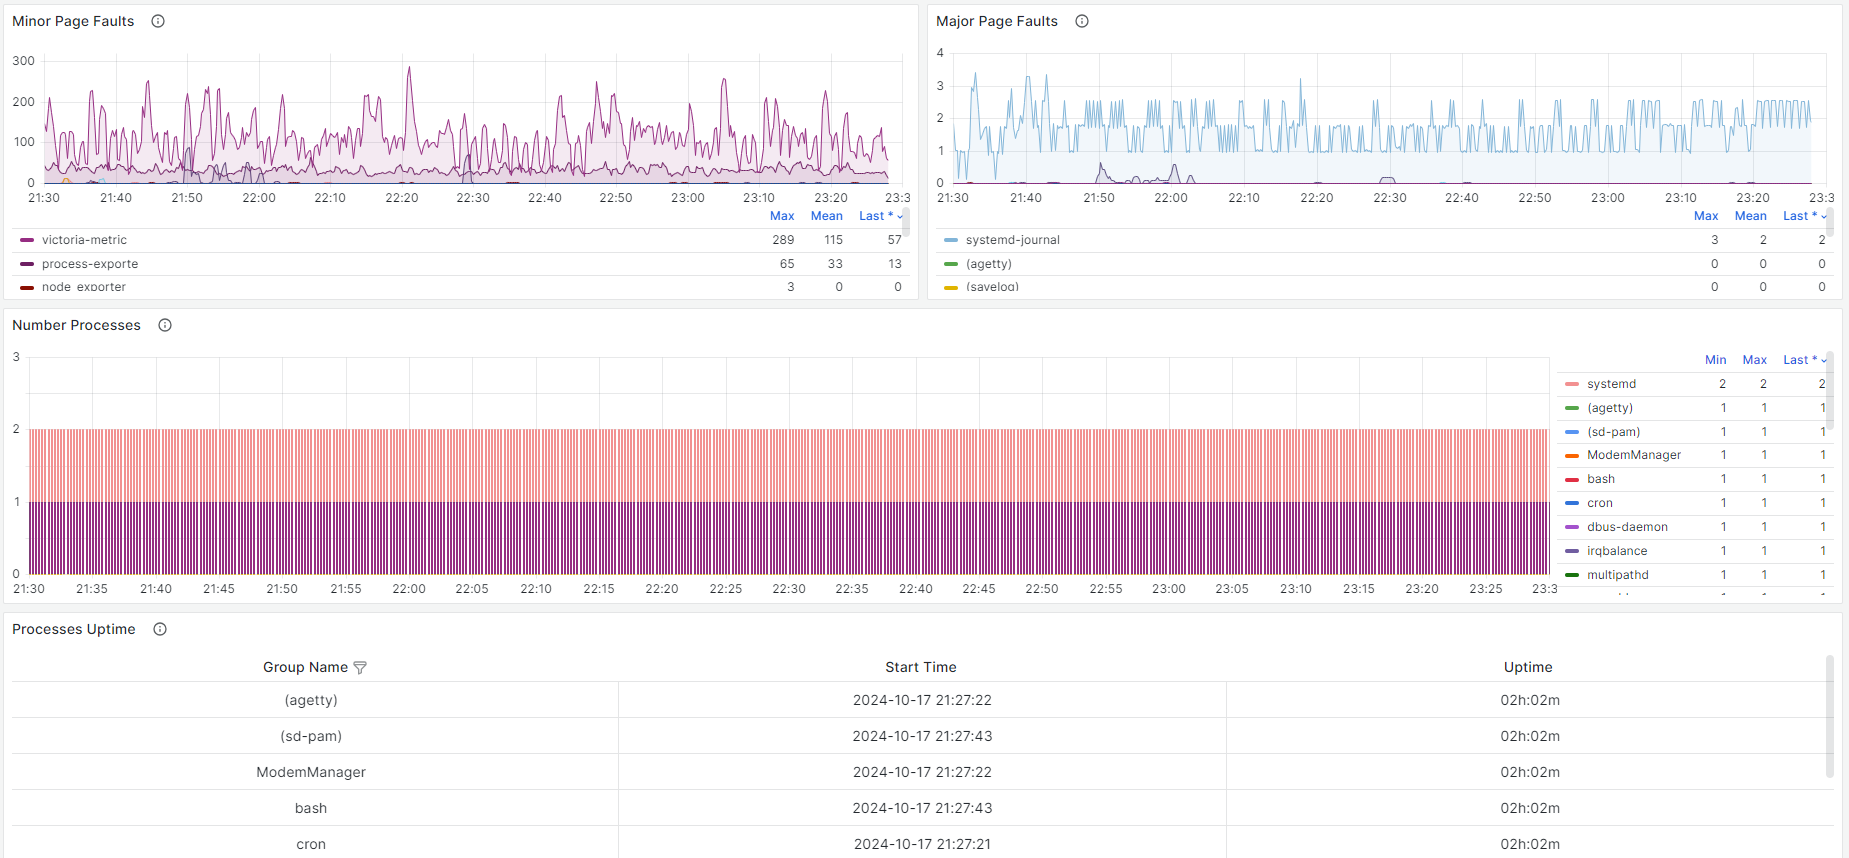 Minor Page Faults
300
200
100
0
21:30 21:40 21:50 22:00 22:10 22:20 22:30 22:40 22:50 23:00 23:10 23:20 23:3
Max Mean Last *
victoria-metric 289 115 57
process-exporte 65 33 13
node_exporter 3 0 0
Major Page Faults
4
3
2
1
0
21:30 21:40 21:50 22:00 22:10 22:20 22:30 22:40 22:50 23:00 23:10 23:20 23:3
Max Mean Last *
systemd-journal 3 2 2
(agetty) 0 0 0
(savelog) 0 0 0
Number Processes
3
2
1
0
21:30 21:35 21:40 21:45 21:50 21:55 22:00 22:05 22:10 22:15 22:20 22:25 22:30 22:35 22:40 22:45 22:50 22:55 23:00 23:05 23:10 23:15 23:20 23:25 23:3
Min Max Last *
systemd 2 2 2
(agetty) 1 1 1
(sd-pam) 1 1 1
ModemManager 1 1 1
bash 1 1 1
cron 1 1 1
dbus-daemon 1 1 1
irqbalance 1 1 1
multipathd 1 1 1
Processes Uptime
Group Name Start Time Uptime
(agetty) 2024-10-17 21:27:22 02h:02m
(sd-pam) 2024-10-17 21:27:43 02h:02m
ModemManager 2024-10-17 21:27:22 02h:02m
bash 2024-10-17 21:27:43 02h:02m
cron 2024-10-17 21:27:21 02h:02m